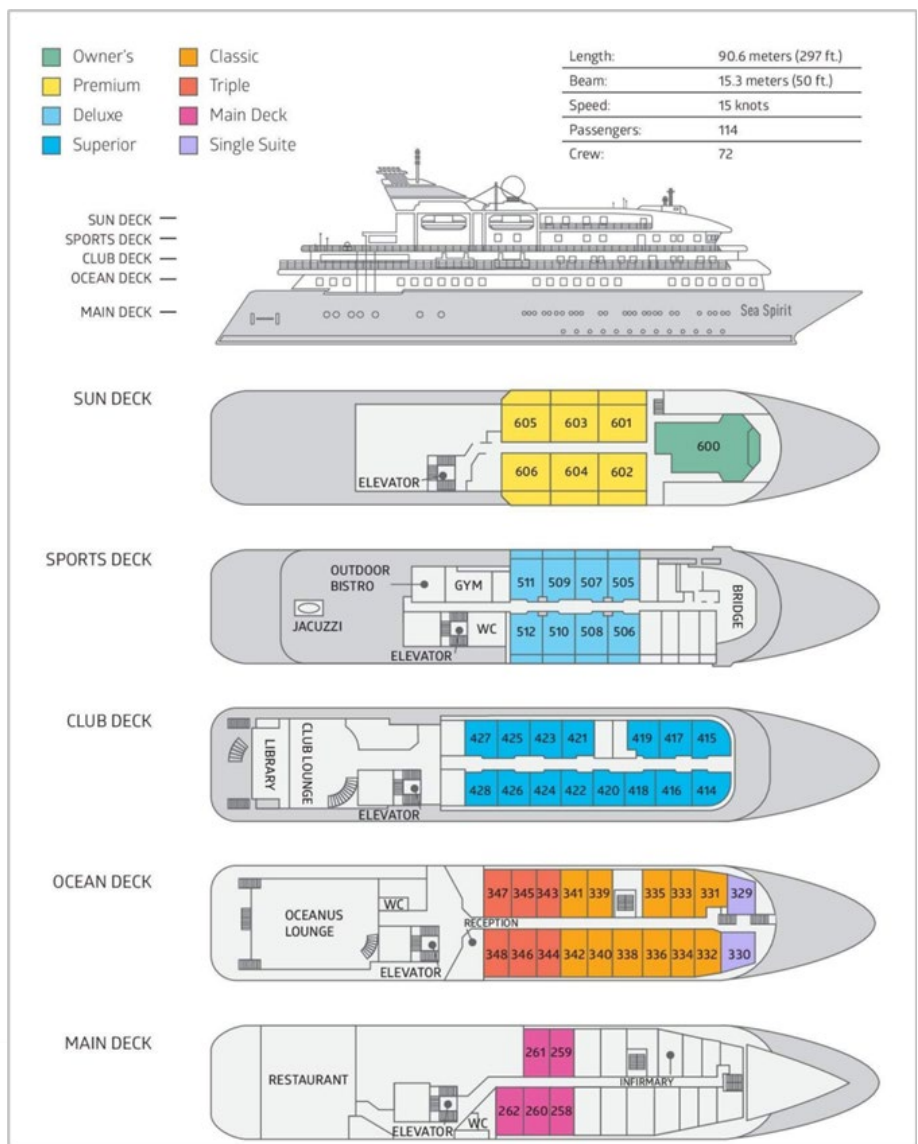 Owner's
Premium
Deluxe
Superior
Classic
Triple
Main Deck
Single Suite
Length: 90.6 meters (297 ft.)
Beam: 15.3 meters (50 ft.)
Speed: 15 knots
Passengers: 114
Crew: 72
SUN DECK
SPORTS DECK
CLUB DECK
OCEAN DECK
MAIN DECK
Sea Spirit
SUN DECK
605 603 601
600
606 604 602
ELEVATOR
SPORTS DECK
OUTDOOR
BISTRO
GYM
511 509 507 505
BRIDGE
JACUZZI
WC
512 510 508 506
ELEVATOR
CLUB DECK
LIBRARY
CLUB LOUNGE
427 425 423 421 419 417 415
428 426 424 422 420 418 416 414
ELEVATOR
OCEAN DECK
347 345 343 341 339 335 333 331 329
WC
OCEANUS
LOUNGE
RECEPTION
348 346 344 342 340 338 336 334 332 330
ELEVATOR
MAIN DECK
261 259
RESTAURANT
INFIRMARY
262 260 258
WC
ELEVATOR